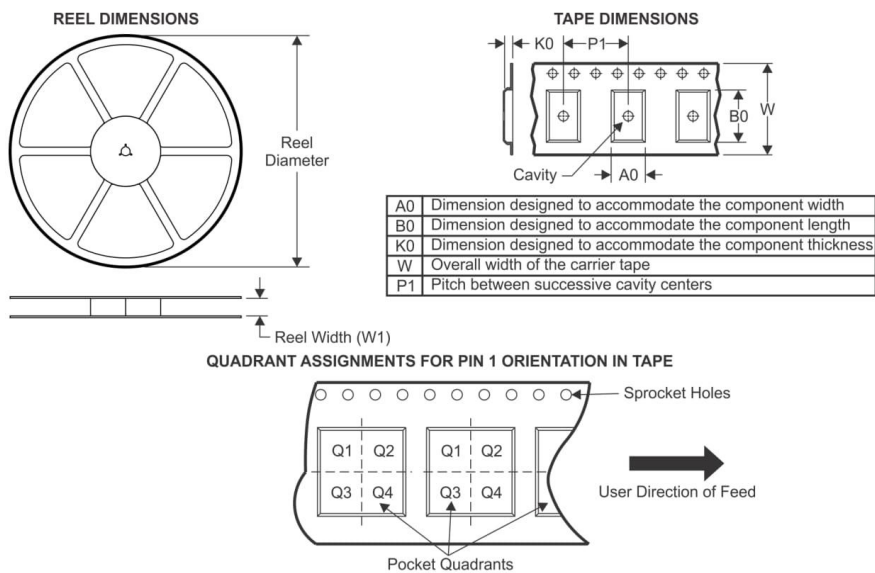 REEL DIMENSIONS
Reel
Diameter
Reel Width (W1)
TAPE DIMENSIONS
K0
P1
B0
W
Cavity
A0
A0 Dimension designed to accommodate the component width
B0 Dimension designed to accommodate the component length
K0 Dimension designed to accommodate the component thickness
W Overall width of the carrier tape
P1 Pitch between successive cavity centers
QUADRANT ASSIGNMENTS FOR PIN 1 ORIENTATION IN TAPE
Sprocket Holes
Q1 Q2 Q1 Q2
Q3 Q4 Q3 Q4
User Direction of Feed
Pocket Quadrants